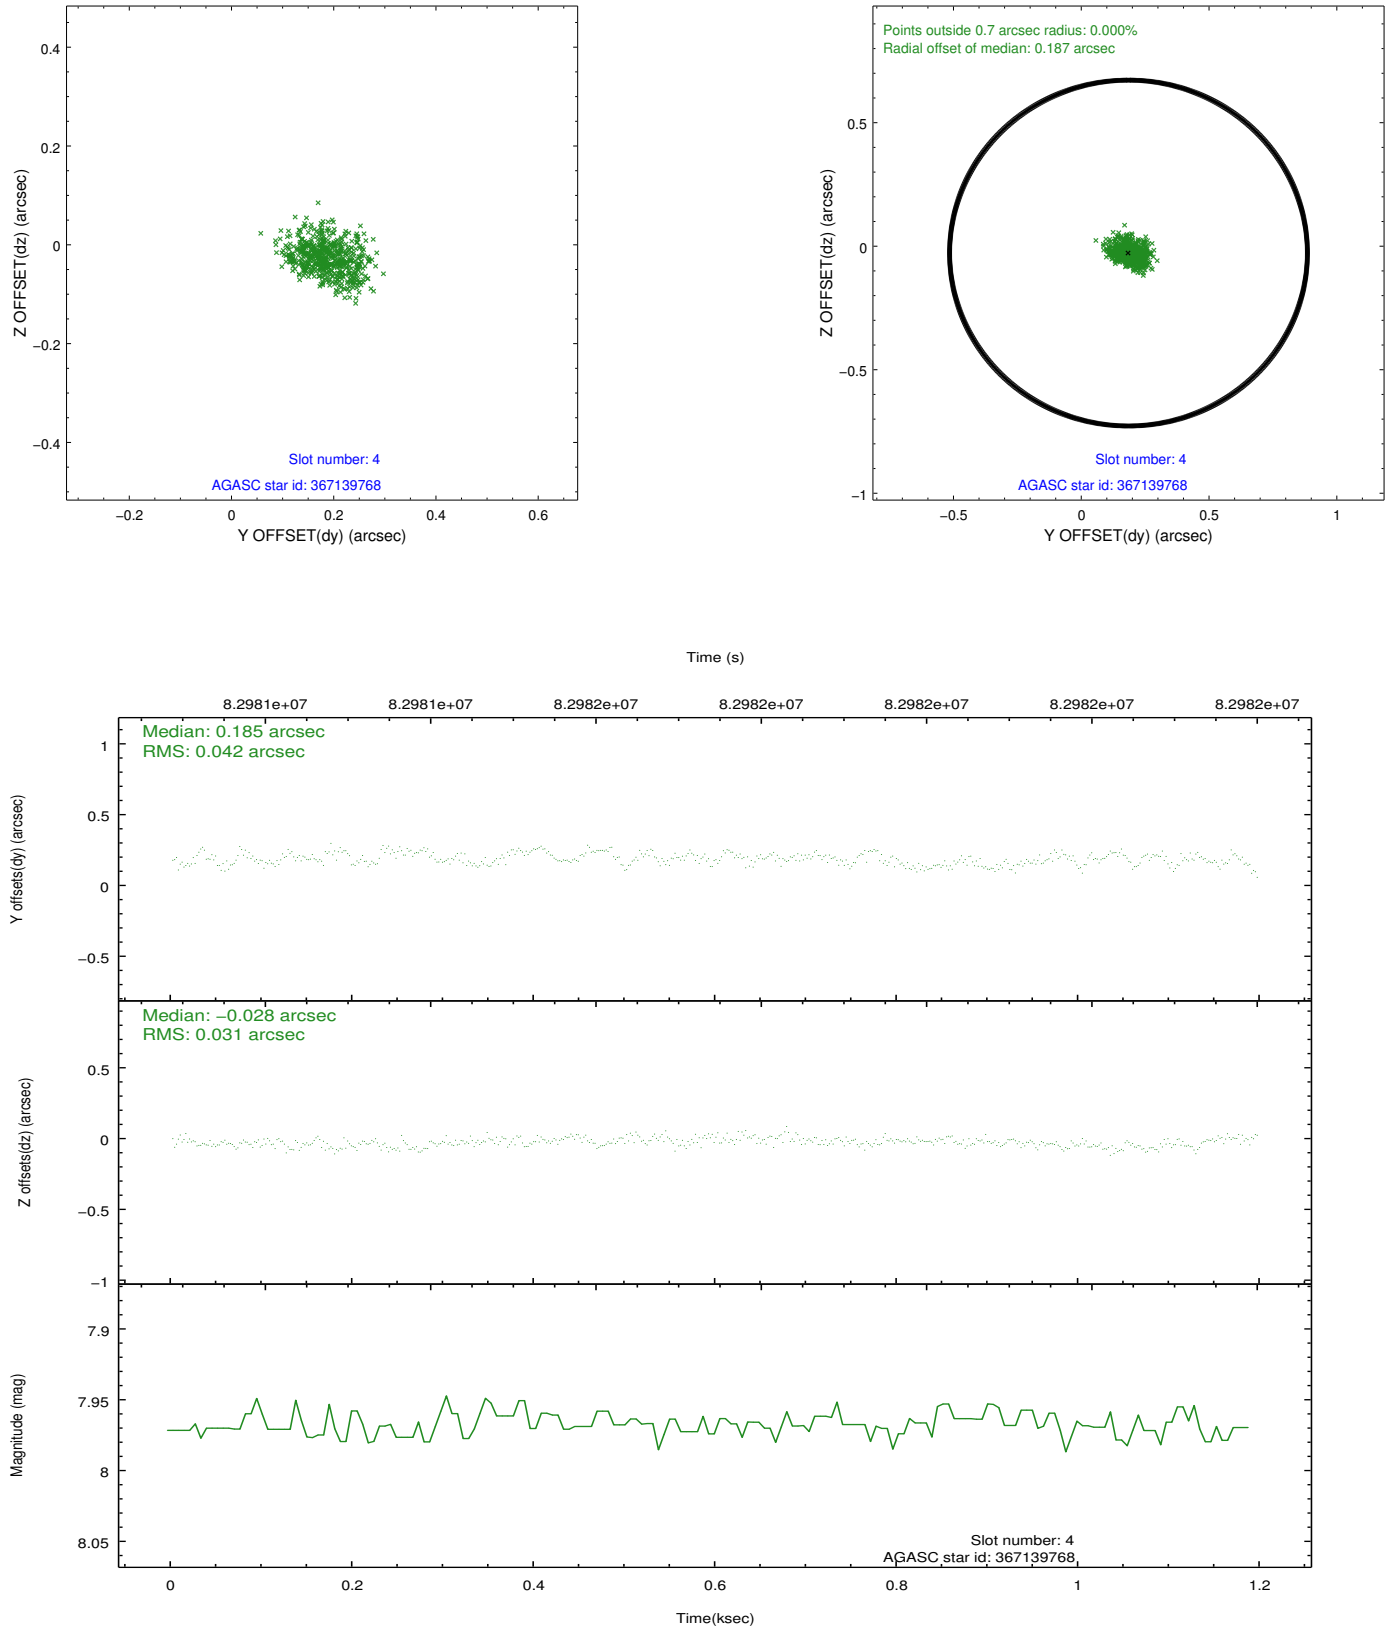 0.4
0.2
0
−0.2
−0.4
Z OFFSET(dz) (arcsec)
Slot number: 4
AGASC star id: 367139768
−0.2 0 0.2 0.4 0.6
Y OFFSET(dy) (arcsec)
Points outside 0.7 arcsec radius: 0.000%
Radial offset of median: 0.187 arcsec
0.5
0
−0.5
−1
Z OFFSET(dz) (arcsec)
Slot number: 4
AGASC star id: 367139768
−0.5 0 0.5 1
Y OFFSET(dy) (arcsec)
Time (s)
8.2981e+07 8.2981e+07 8.2982e+07 8.2982e+07 8.2982e+07 8.2982e+07 8.2982e+07
Median: 0.185 arcsec
RMS: 0.042 arcsec
1
0.5
0
−0.5
Y offsets(dy) (arcsec)
Median: −0.028 arcsec
RMS: 0.031 arcsec
0.5
0
−0.5
−1
Z offsets(dz) (arcsec)
7.9
7.95
8
8.05
Magnitude (mag)
Slot number: 4
AGASC star id: 367139768
0 0.2 0.4 0.6 0.8 1 1.2
Time(ksec)